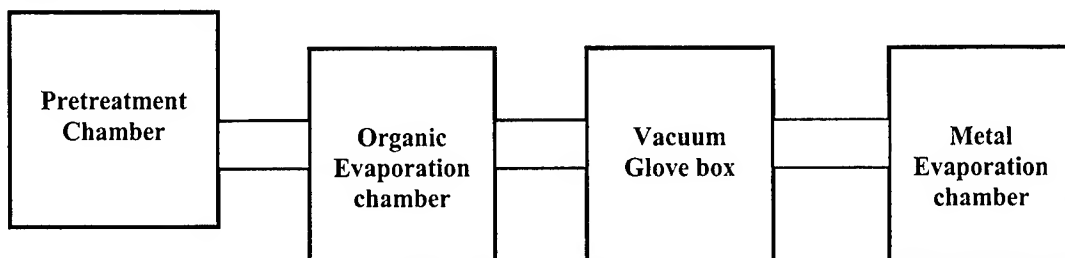 Pretreatment
Chamber
Organic
Evaporation
chamber
Vacuum
Glove box
Metal
Evaporation
chamber